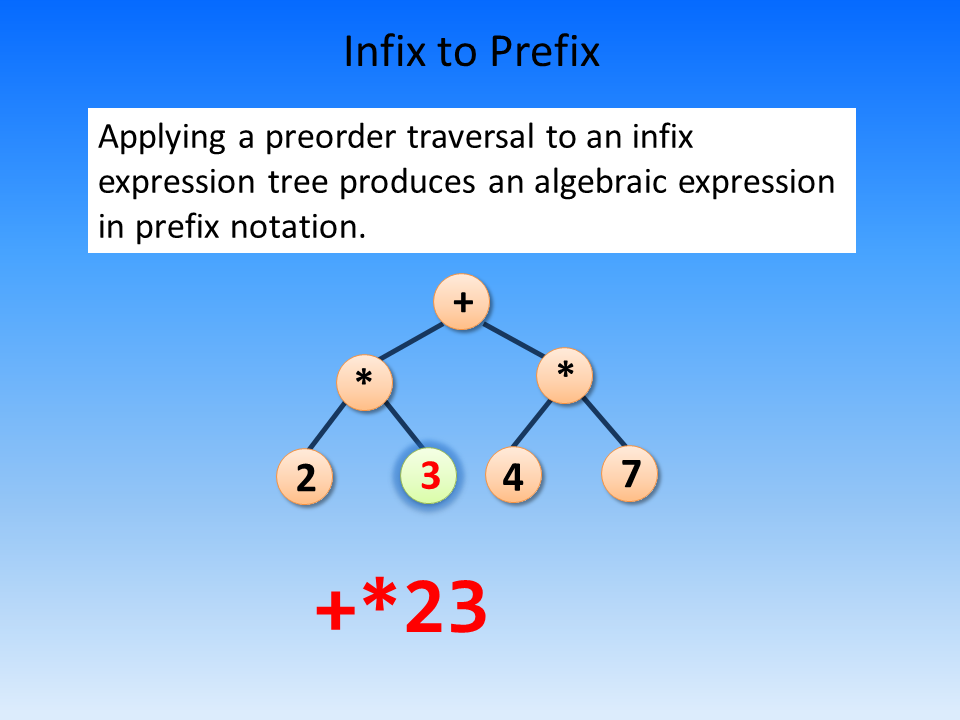 Infix to Prefix
Applying a preorder traversal to an infix
expression tree produces an algebraic expression
in prefix notation.
+
* *
2 3 4 7
+*23